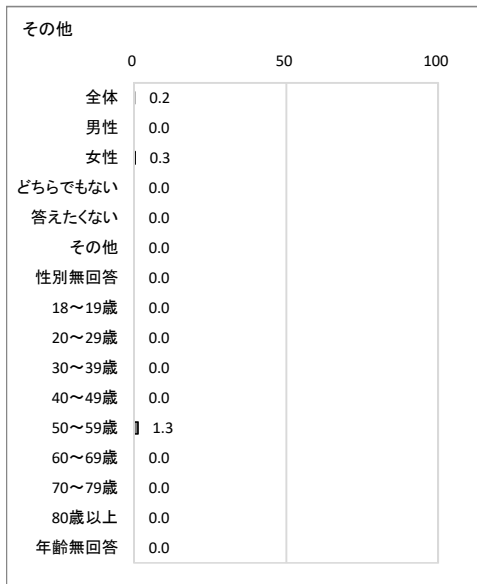 その他
0 50 100
全体 0.2
男性 0.0
女性 0.3
どちらでもない 0.0
答えたくない 0.0
その他 0.0
性別無回答 0.0
18～19歳 0.0
20～29歳 0.0
30～39歳 0.0
40～49歳 0.0
50～59歳 1.3
60～69歳 0.0
70～79歳 0.0
80歳以上 0.0
年齢無回答 0.0